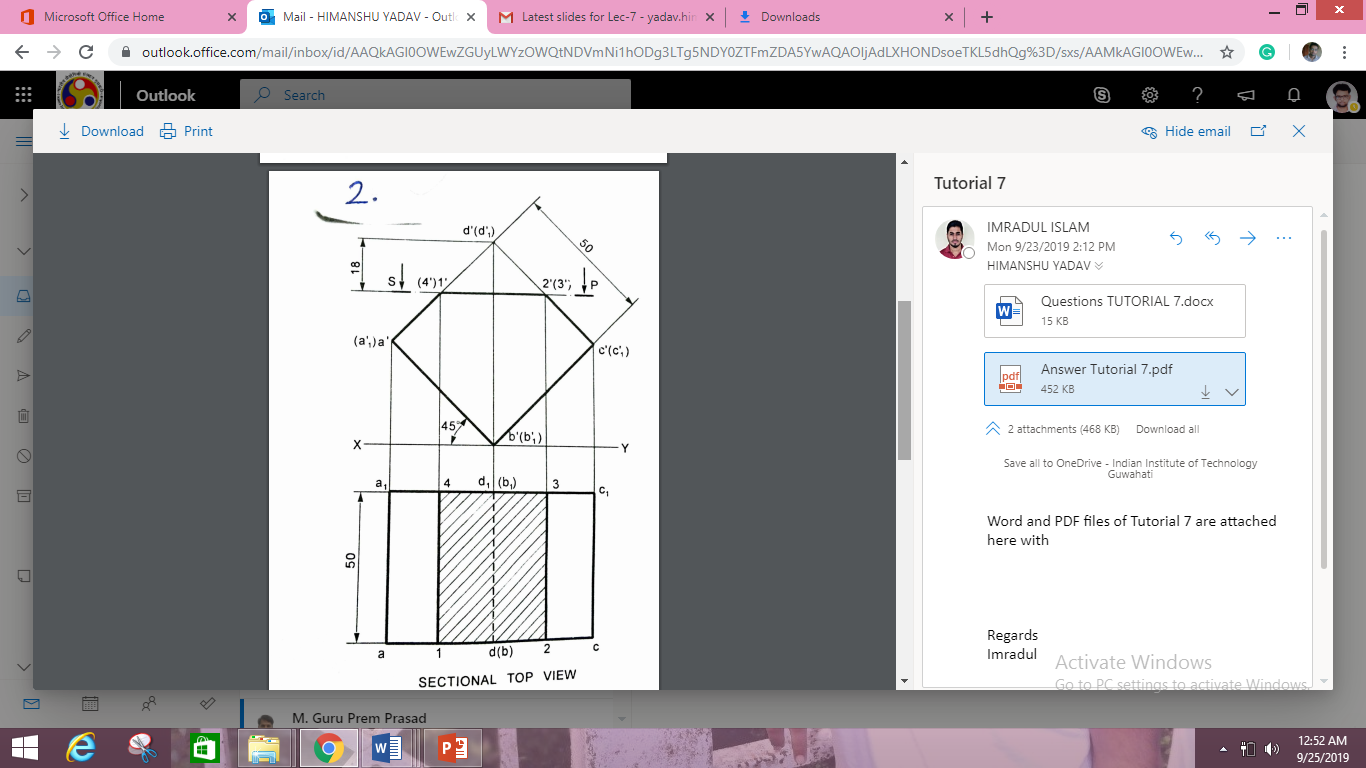 Microsoft Office Home
Mail - HIMANSHU YADAV - Outl
Latest slides for Lec-7 - yadav.hin
Downloads
outlook.office.com/mail/inbox/id/AAQkAGI0OWEwZGUyLWYzOWQtNDVmNi1hODg3LTg5NDY0ZTFmZDA5YwAQAOIjAdLXHONDsoeTKL5dhQg%3D/sxs/AAMkAGI0OWEw...
Outlook
Search
Download
Print
Hide email
2.
d'(d'₁)
50
18
S
(4')1'
2'(3')
P
(a'₁)a'
c'(c'₁)
45°
b'(b'₁)
X
Y
a₁
4
d₁
(b₁)
3
c₁
50
a
1
d(b)
2
c
SECTIONAL TOP VIEW
Tutorial 7
IMRADUL ISLAM
Mon 9/23/2019 2:12 PM
HIMANSHU YADAV
Questions TUTORIAL 7.docx
15 KB
pdf
Answer Tutorial 7.pdf
452 KB
2 attachments (468 KB)
Download all
Save all to OneDrive - Indian Institute of Technology
Guwahati
Word and PDF files of Tutorial 7 are attached
here with
Regards
Imradul
Activate Windows
Go to PC settings to activate Windows.
M. Guru Prem Prasad
12:52 AM
9/25/2019